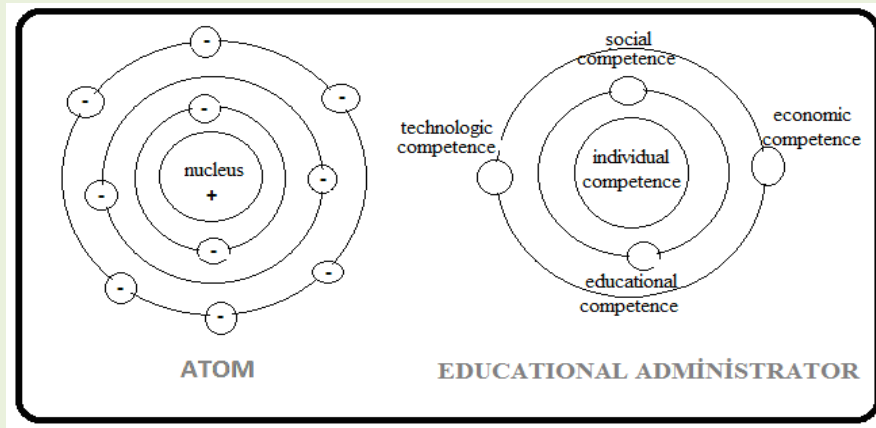 -
-
-
-
nucleus
+
-
-
-
-
-
-
ATOM
social
competence
technologic
competence
economic
competence
individual
competence
educational
competence
EDUCATIONAL ADMİNİSTRATOR